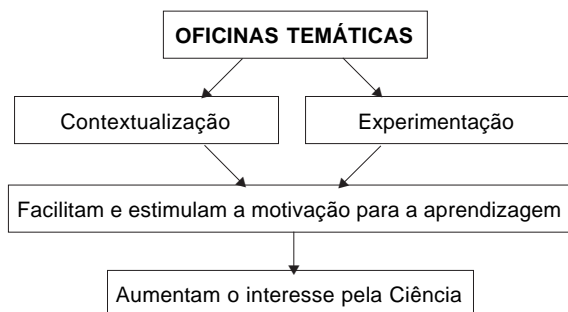 OFICINAS TEMÁTICAS
Contextualização
Experimentação
Facilitam e estimulam a motivação para a aprendizagem
Aumentam o interesse pela Ciência